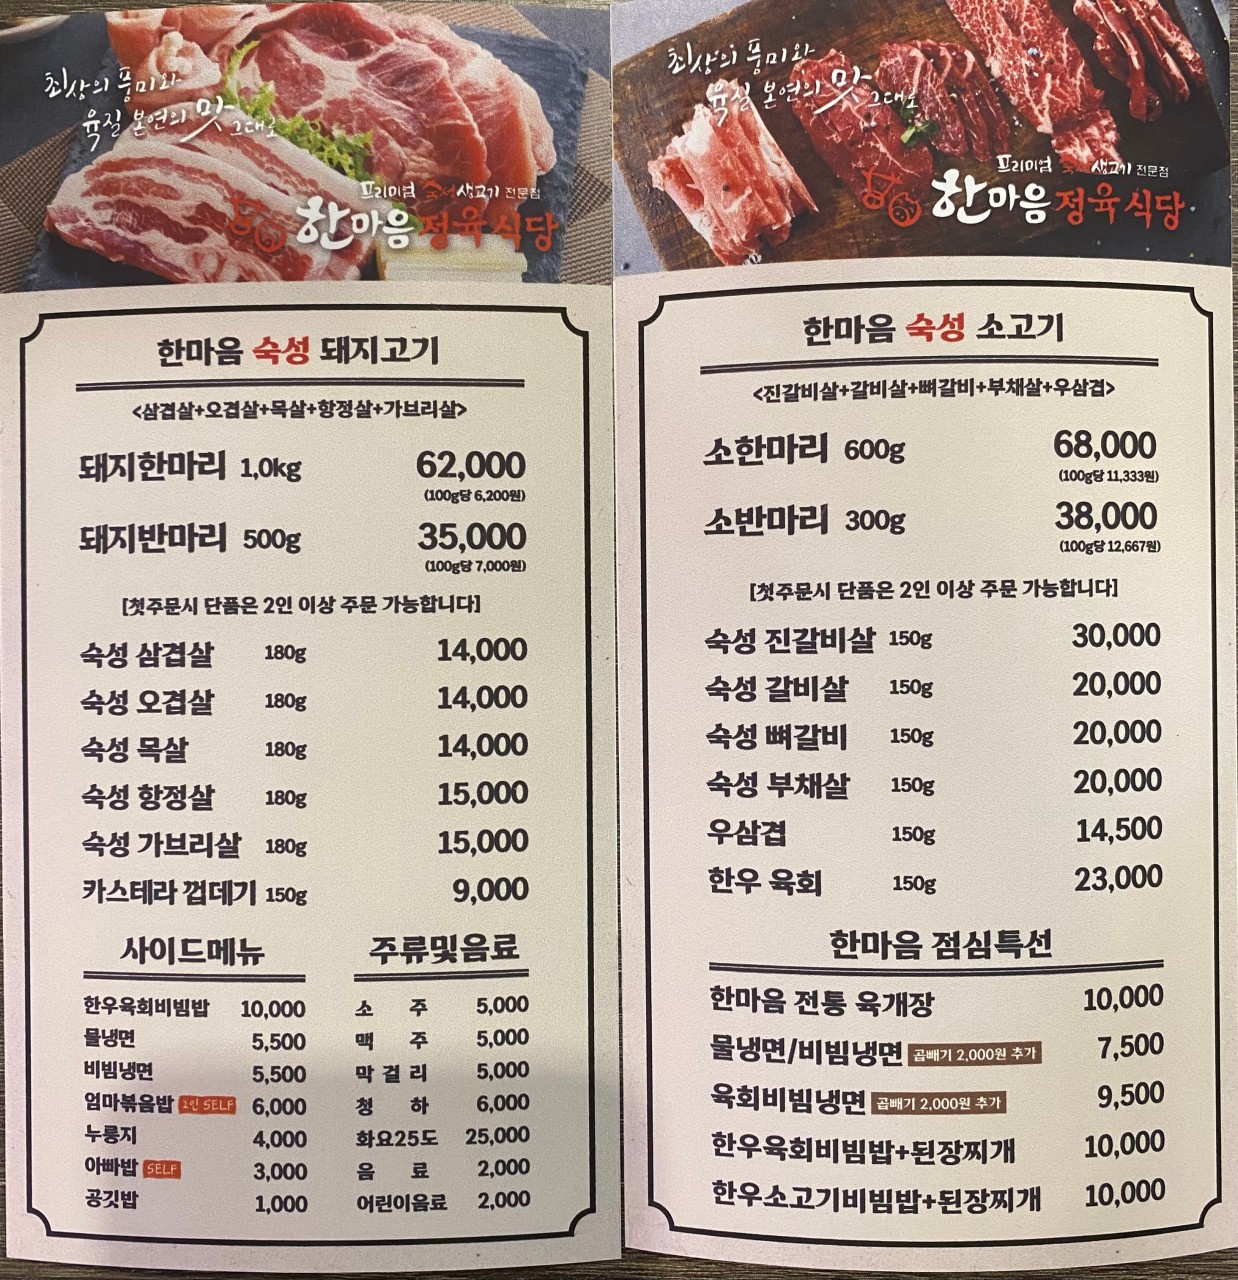 최상의 풍미와
육질 본연의 맛 그대로
프리미엄 숙성 생고기 전문점
한마음 정육식당
한마음 숙성 돼지고기
<삼겹살+오겹살+목살+항정살+가브리살>
돼지한마리 1,0kg 62,000
(100g당 6,200원)
돼지반마리 500g 35,000
(100g당 7,000원)
[첫주문시 단품은 2인 이상 주문 가능합니다]
숙성 삼겹살 180g 14,000
숙성 오겹살 180g 14,000
숙성 목살 180g 14,000
숙성 항정살 180g 15,000
숙성 가브리살 180g 15,000
카스테라 껍데기 150g 9,000
사이드메뉴
한우육회비빔밥 10,000
물냉면 5,500
비빔냉면 5,500
엄마볶음밥 2인 SELF 6,000
누룽지 4,000
아빠밥 SELF 3,000
공깃밥 1,000
주류및음료
소 주 5,000
맥 주 5,000
막걸리 5,000
청 하 6,000
화요25도 25,000
음 료 2,000
어린이음료 2,000
최상의 풍미와
육질 본연의 맛 그대로
프리미엄 숙성 생고기 전문점
한마음 정육식당
한마음 숙성 소고기
<진갈비살+갈비살+뼈갈비+부채살+우삼겹>
소한마리 600g 68,000
(100g당 11,333원)
소반마리 300g 38,000
(100g당 12,667원)
[첫주문시 단품은 2인 이상 주문 가능합니다]
숙성 진갈비살 150g 30,000
숙성 갈비살 150g 20,000
숙성 뼈갈비 150g 20,000
숙성 부채살 150g 20,000
우삼겹 150g 14,500
한우 육회 150g 23,000
한마음 점심특선
한마음 전통 육개장 10,000
물냉면/비빔냉면 곱빼기 2,000원 추가 7,500
육회비빔냉면 곱빼기 2,000원 추가 9,500
한우육회비빔밥+된장찌개 10,000
한우소고기비빔밥+된장찌개 10,000